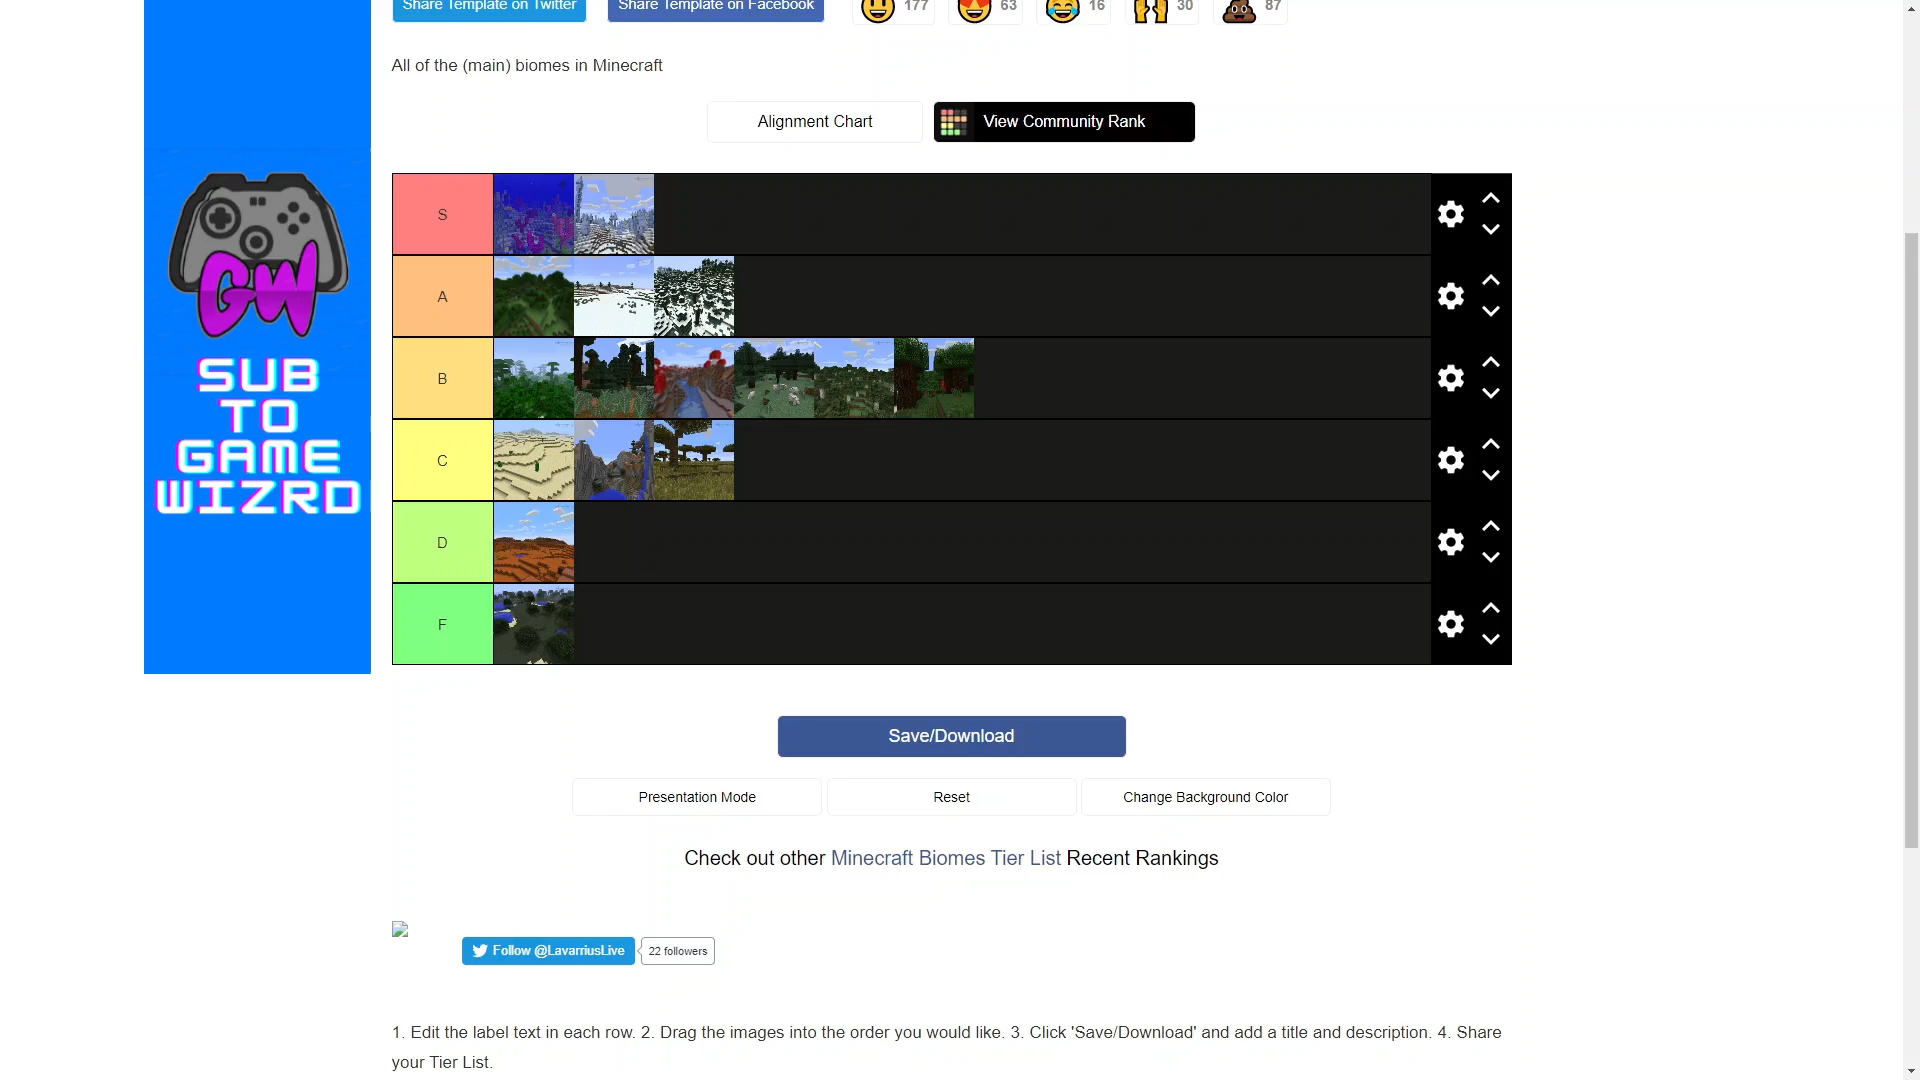 Share Template on Twitter
Share Template on Facebook
177
63
16
30
87
All of the (main) biomes in Minecraft
Alignment Chart
View Community Rank
GW
SUB
TO
GAME
WIZRD
S
A
B
C
D
F
Save/Download
Presentation Mode
Reset
Change Background Color
Check out other Minecraft Biomes Tier List Recent Rankings
Follow @LavarriusLive
22 followers
1. Edit the label text in each row. 2. Drag the images into the order you would like. 3. Click 'Save/Download' and add a title and description. 4. Share
your Tier List.